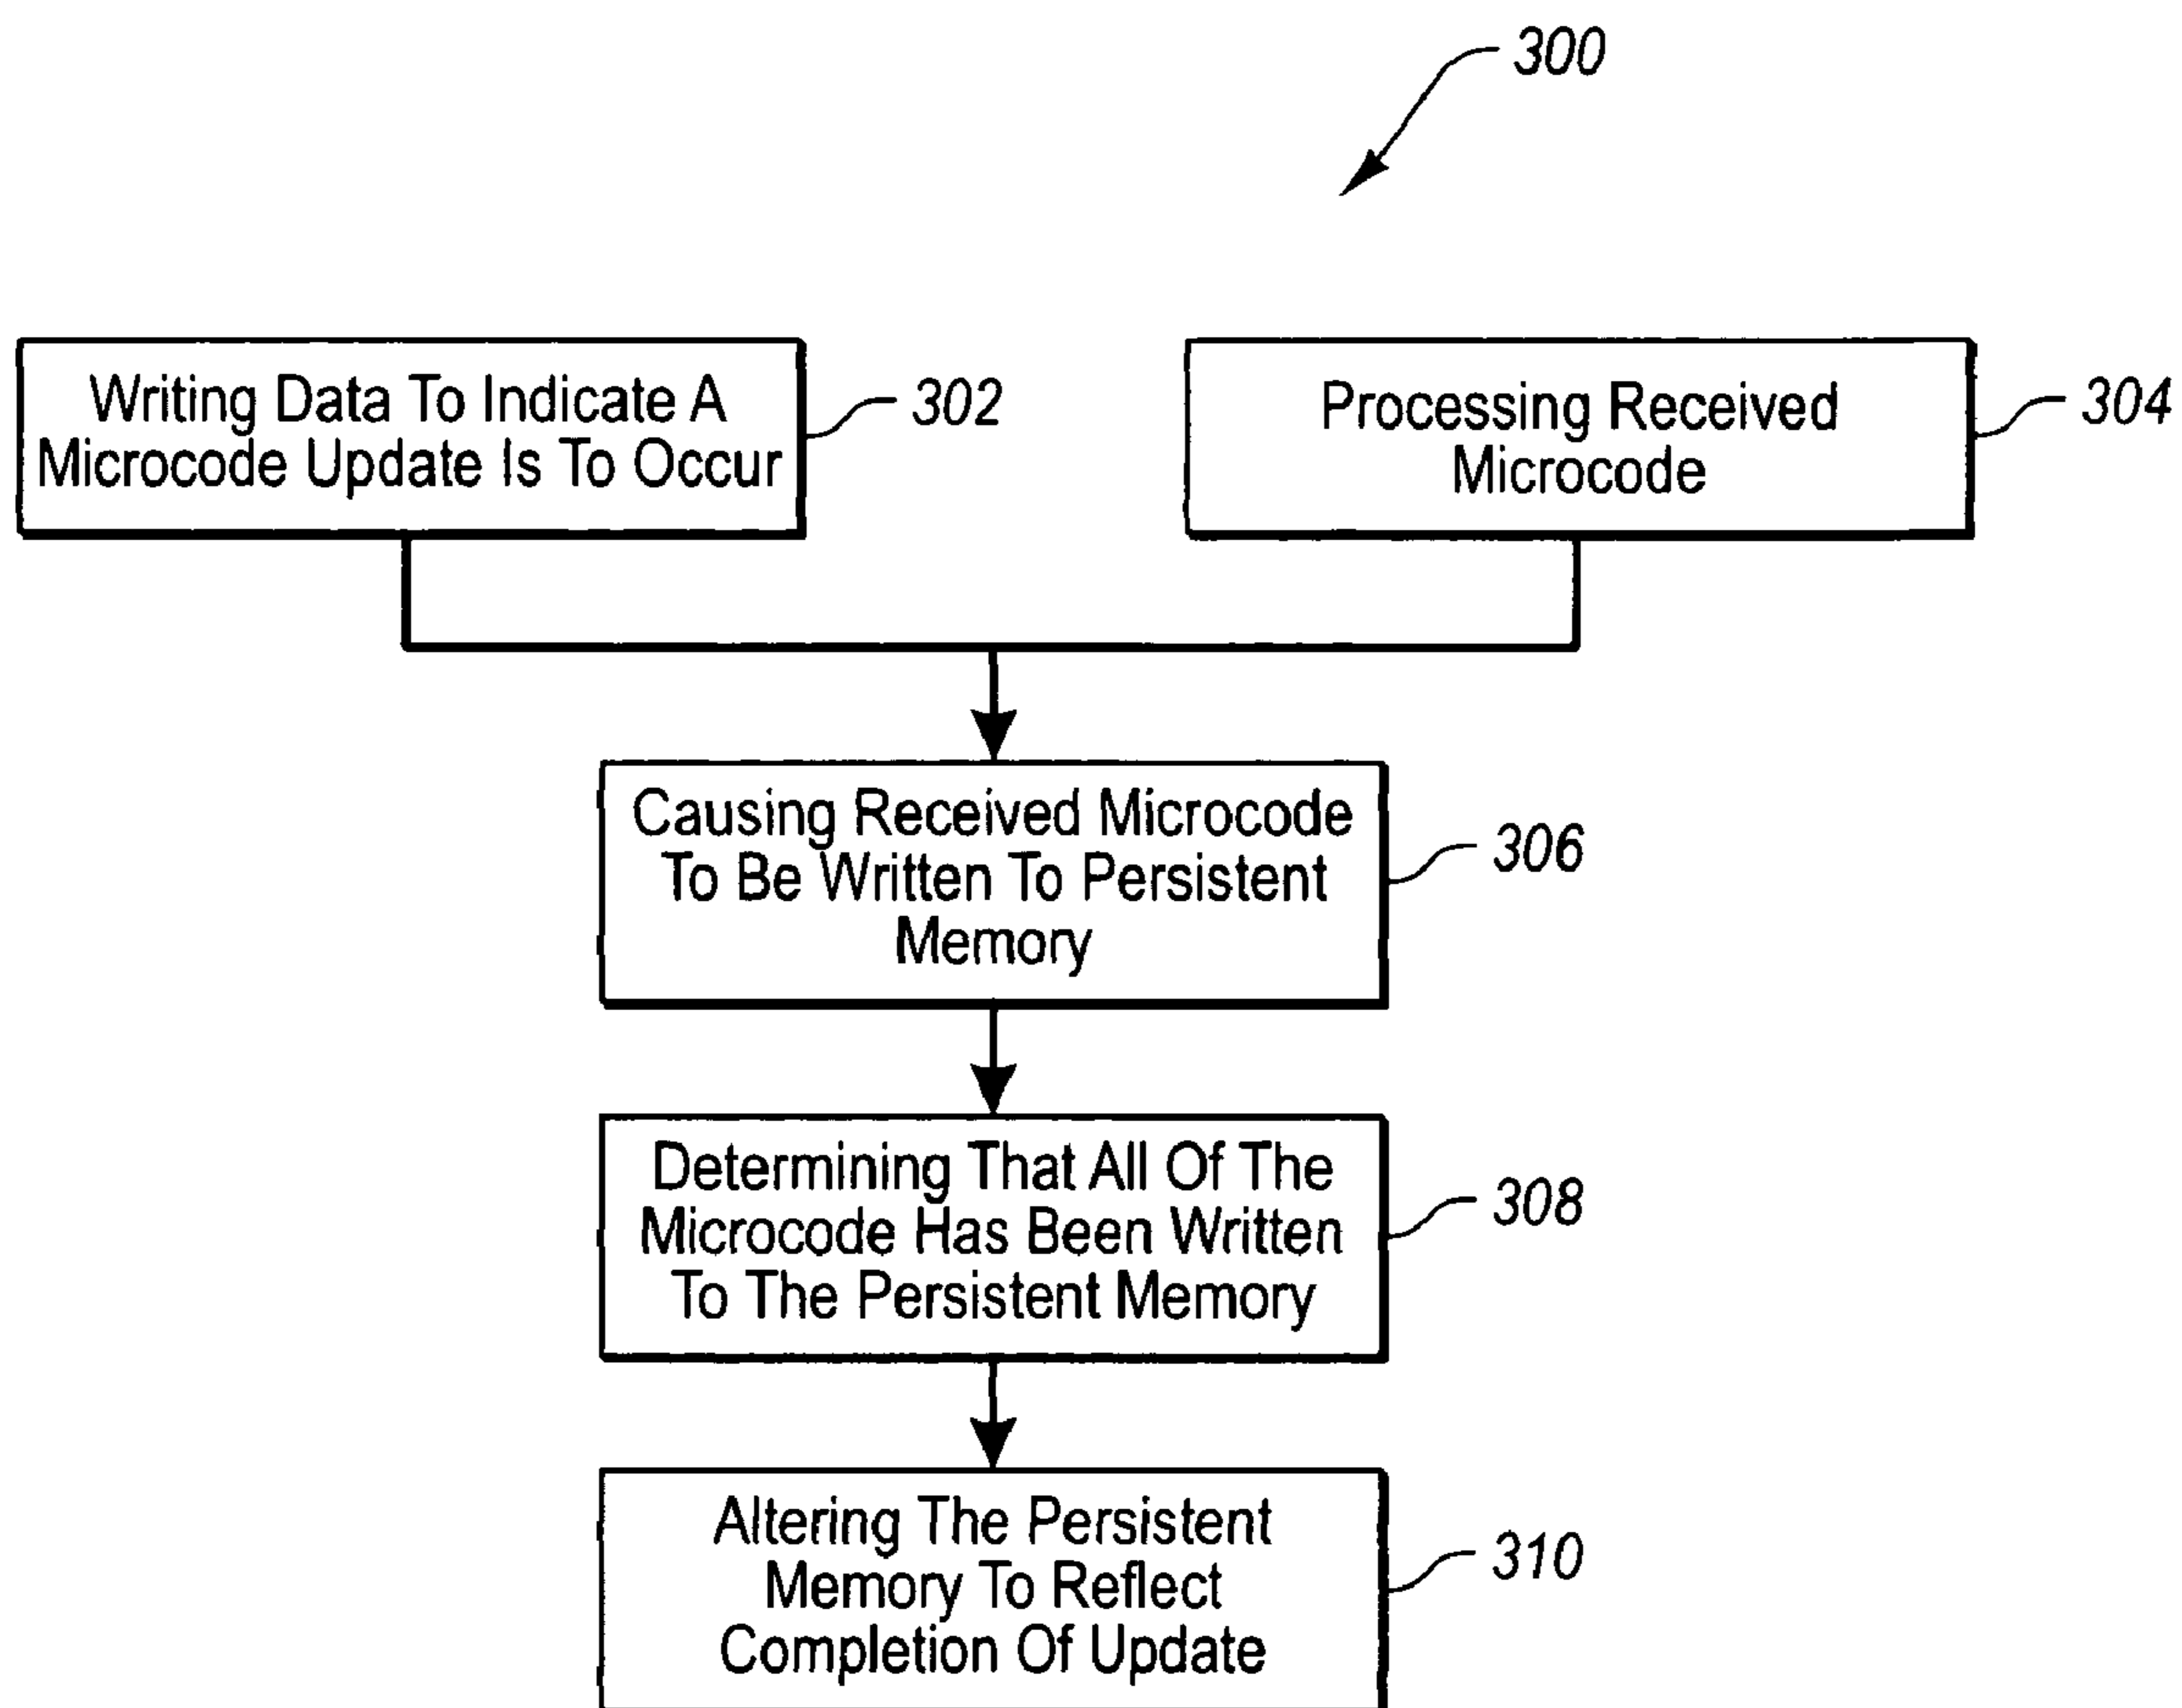 300
Writing Data To Indicate A
Microcode Update Is To Occur
302
Processing Received
Microcode
304
Causing Received Microcode
To Be Written To Persistent
Memory
306
Determining That All Of The
Microcode Has Been Written
To The Persistent Memory
308
Altering The Persistent
Memory To Reflect
Completion Of Update
310